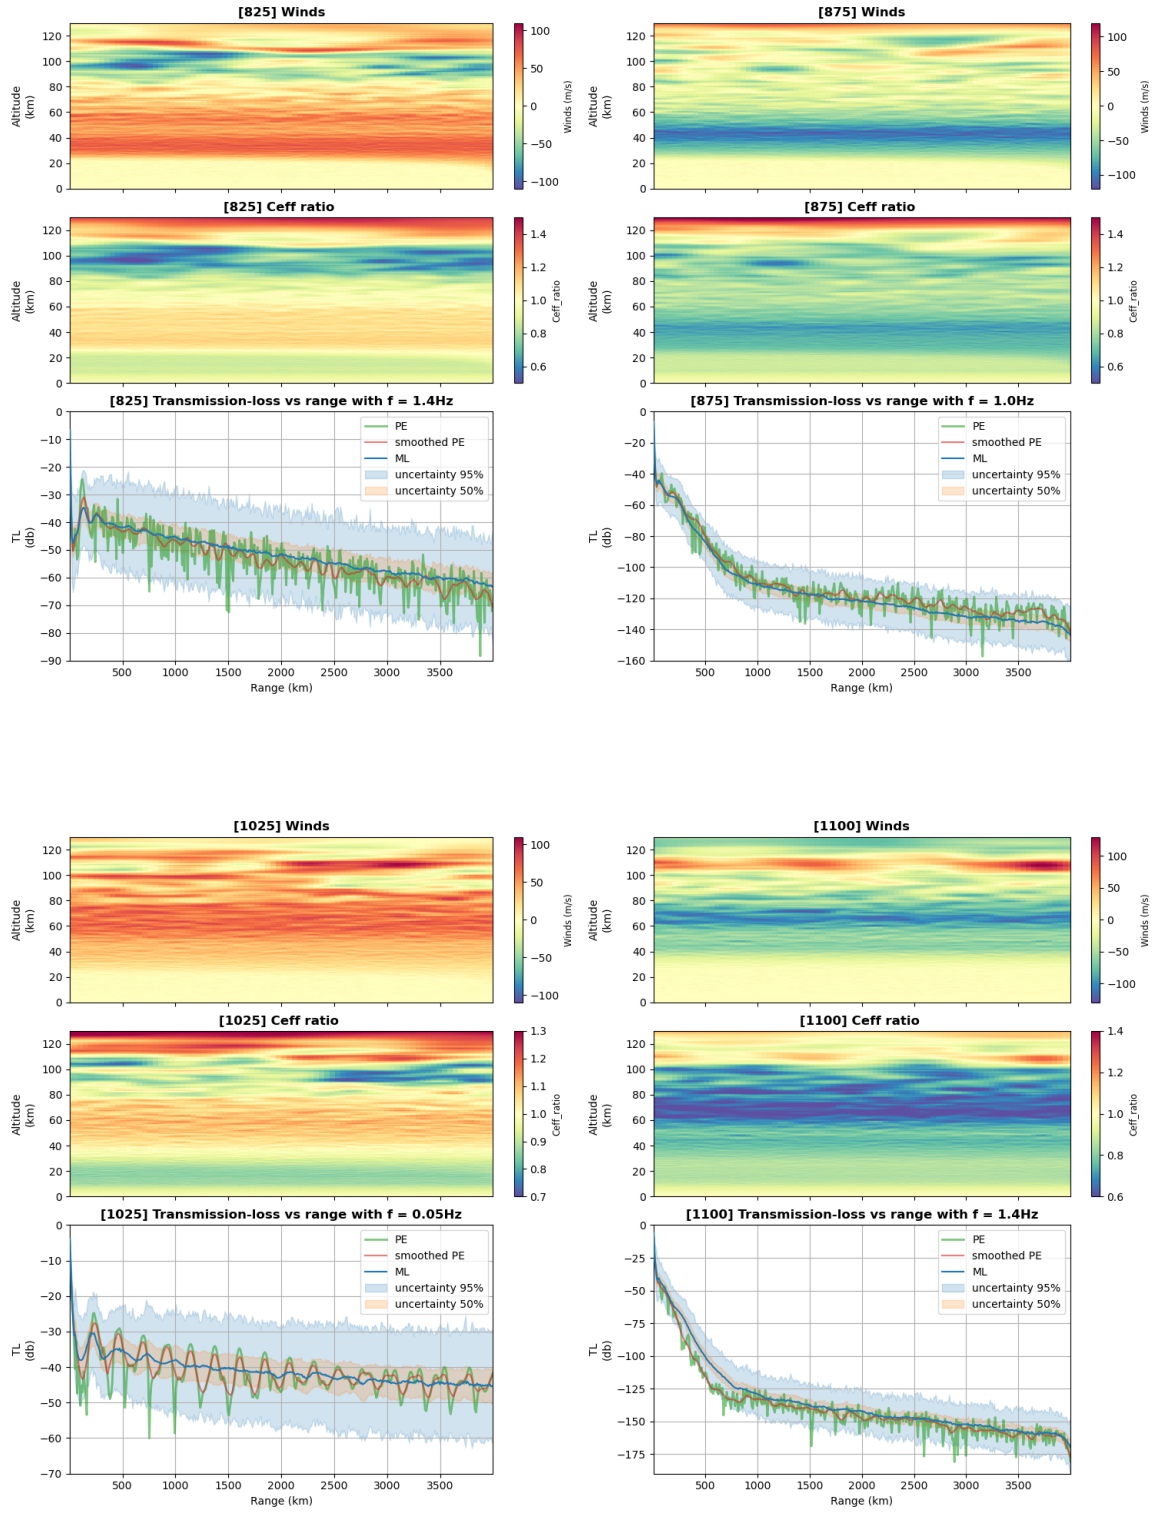 [825] Winds
120
100
80
60
40
20
0
Altitude
(km)
100
50
0
−50
−100
Winds (m/s)
[825] Ceff ratio
120
100
80
60
40
20
0
Altitude
(km)
1.4
1.2
1.0
0.8
0.6
Ceff_ratio
[825] Transmission-loss vs range with f = 1.4Hz
0
−10
−20
−30
−40
−50
−60
−70
−80
−90
TL
(db)
PE
smoothed PE
ML
uncertainty 95%
uncertainty 50%
500 1000 1500 2000 2500 3000 3500
Range (km)
[875] Winds
120
100
80
60
40
20
0
Altitude
(km)
100
50
0
−50
−100
Winds (m/s)
[875] Ceff ratio
120
100
80
60
40
20
0
Altitude
(km)
1.4
1.2
1.0
0.8
0.6
Ceff_ratio
[875] Transmission-loss vs range with f = 1.0Hz
0
−20
−40
−60
−80
−100
−120
−140
−160
TL
(db)
PE
smoothed PE
ML
uncertainty 95%
uncertainty 50%
500 1000 1500 2000 2500 3000 3500
Range (km)
[1025] Winds
120
100
80
60
40
20
0
Altitude
(km)
100
50
0
−50
−100
Winds (m/s)
[1025] Ceff ratio
120
100
80
60
40
20
0
Altitude
(km)
1.3
1.2
1.1
1.0
0.9
0.8
0.7
Ceff_ratio
[1025] Transmission-loss vs range with f = 0.05Hz
0
−10
−20
−30
−40
−50
−60
−70
TL
(db)
PE
smoothed PE
ML
uncertainty 95%
uncertainty 50%
500 1000 1500 2000 2500 3000 3500
Range (km)
[1100] Winds
120
100
80
60
40
20
0
Altitude
(km)
100
50
0
−50
−100
Winds (m/s)
[1100] Ceff ratio
120
100
80
60
40
20
0
Altitude
(km)
1.4
1.2
1.0
0.8
0.6
Ceff_ratio
[1100] Transmission-loss vs range with f = 1.4Hz
0
−25
−50
−75
−100
−125
−150
−175
TL
(db)
PE
smoothed PE
ML
uncertainty 95%
uncertainty 50%
500 1000 1500 2000 2500 3000 3500
Range (km)